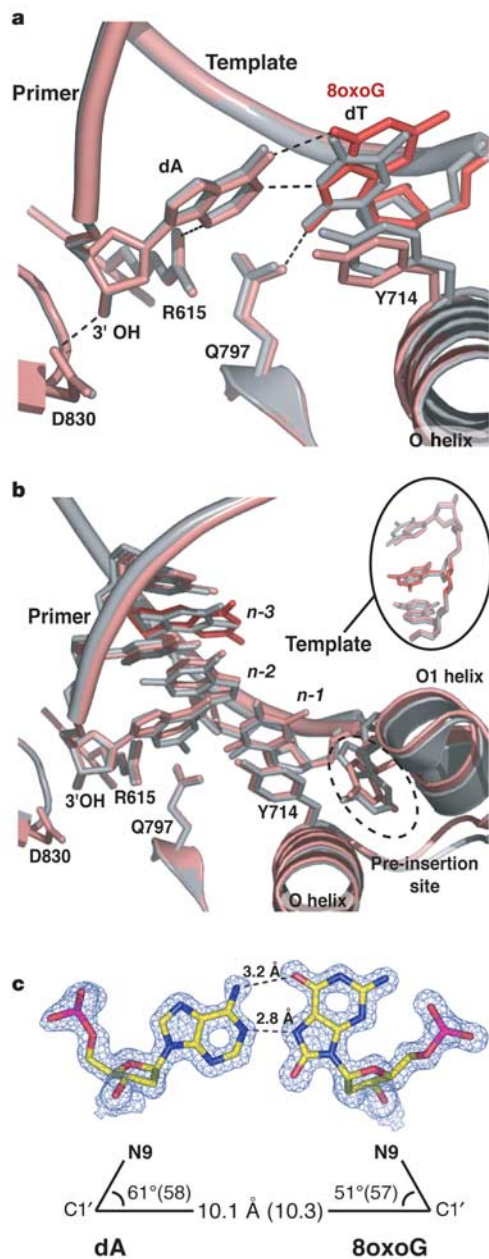 a
Template
Primer
8oxoG
dT
dA
R615
Y714
3' OH
Q797
D830
O helix
b
Primer
n-3
Template
n-2
n-1
O1 helix
3'OH
R615
Q797
Y714
D830
Pre-insertion
site
O helix
c
3.2 Å
2.8 Å
N9
N9
C1′
61°(58)
10.1 Å (10.3)
51°(57)
C1′
dA
8oxoG